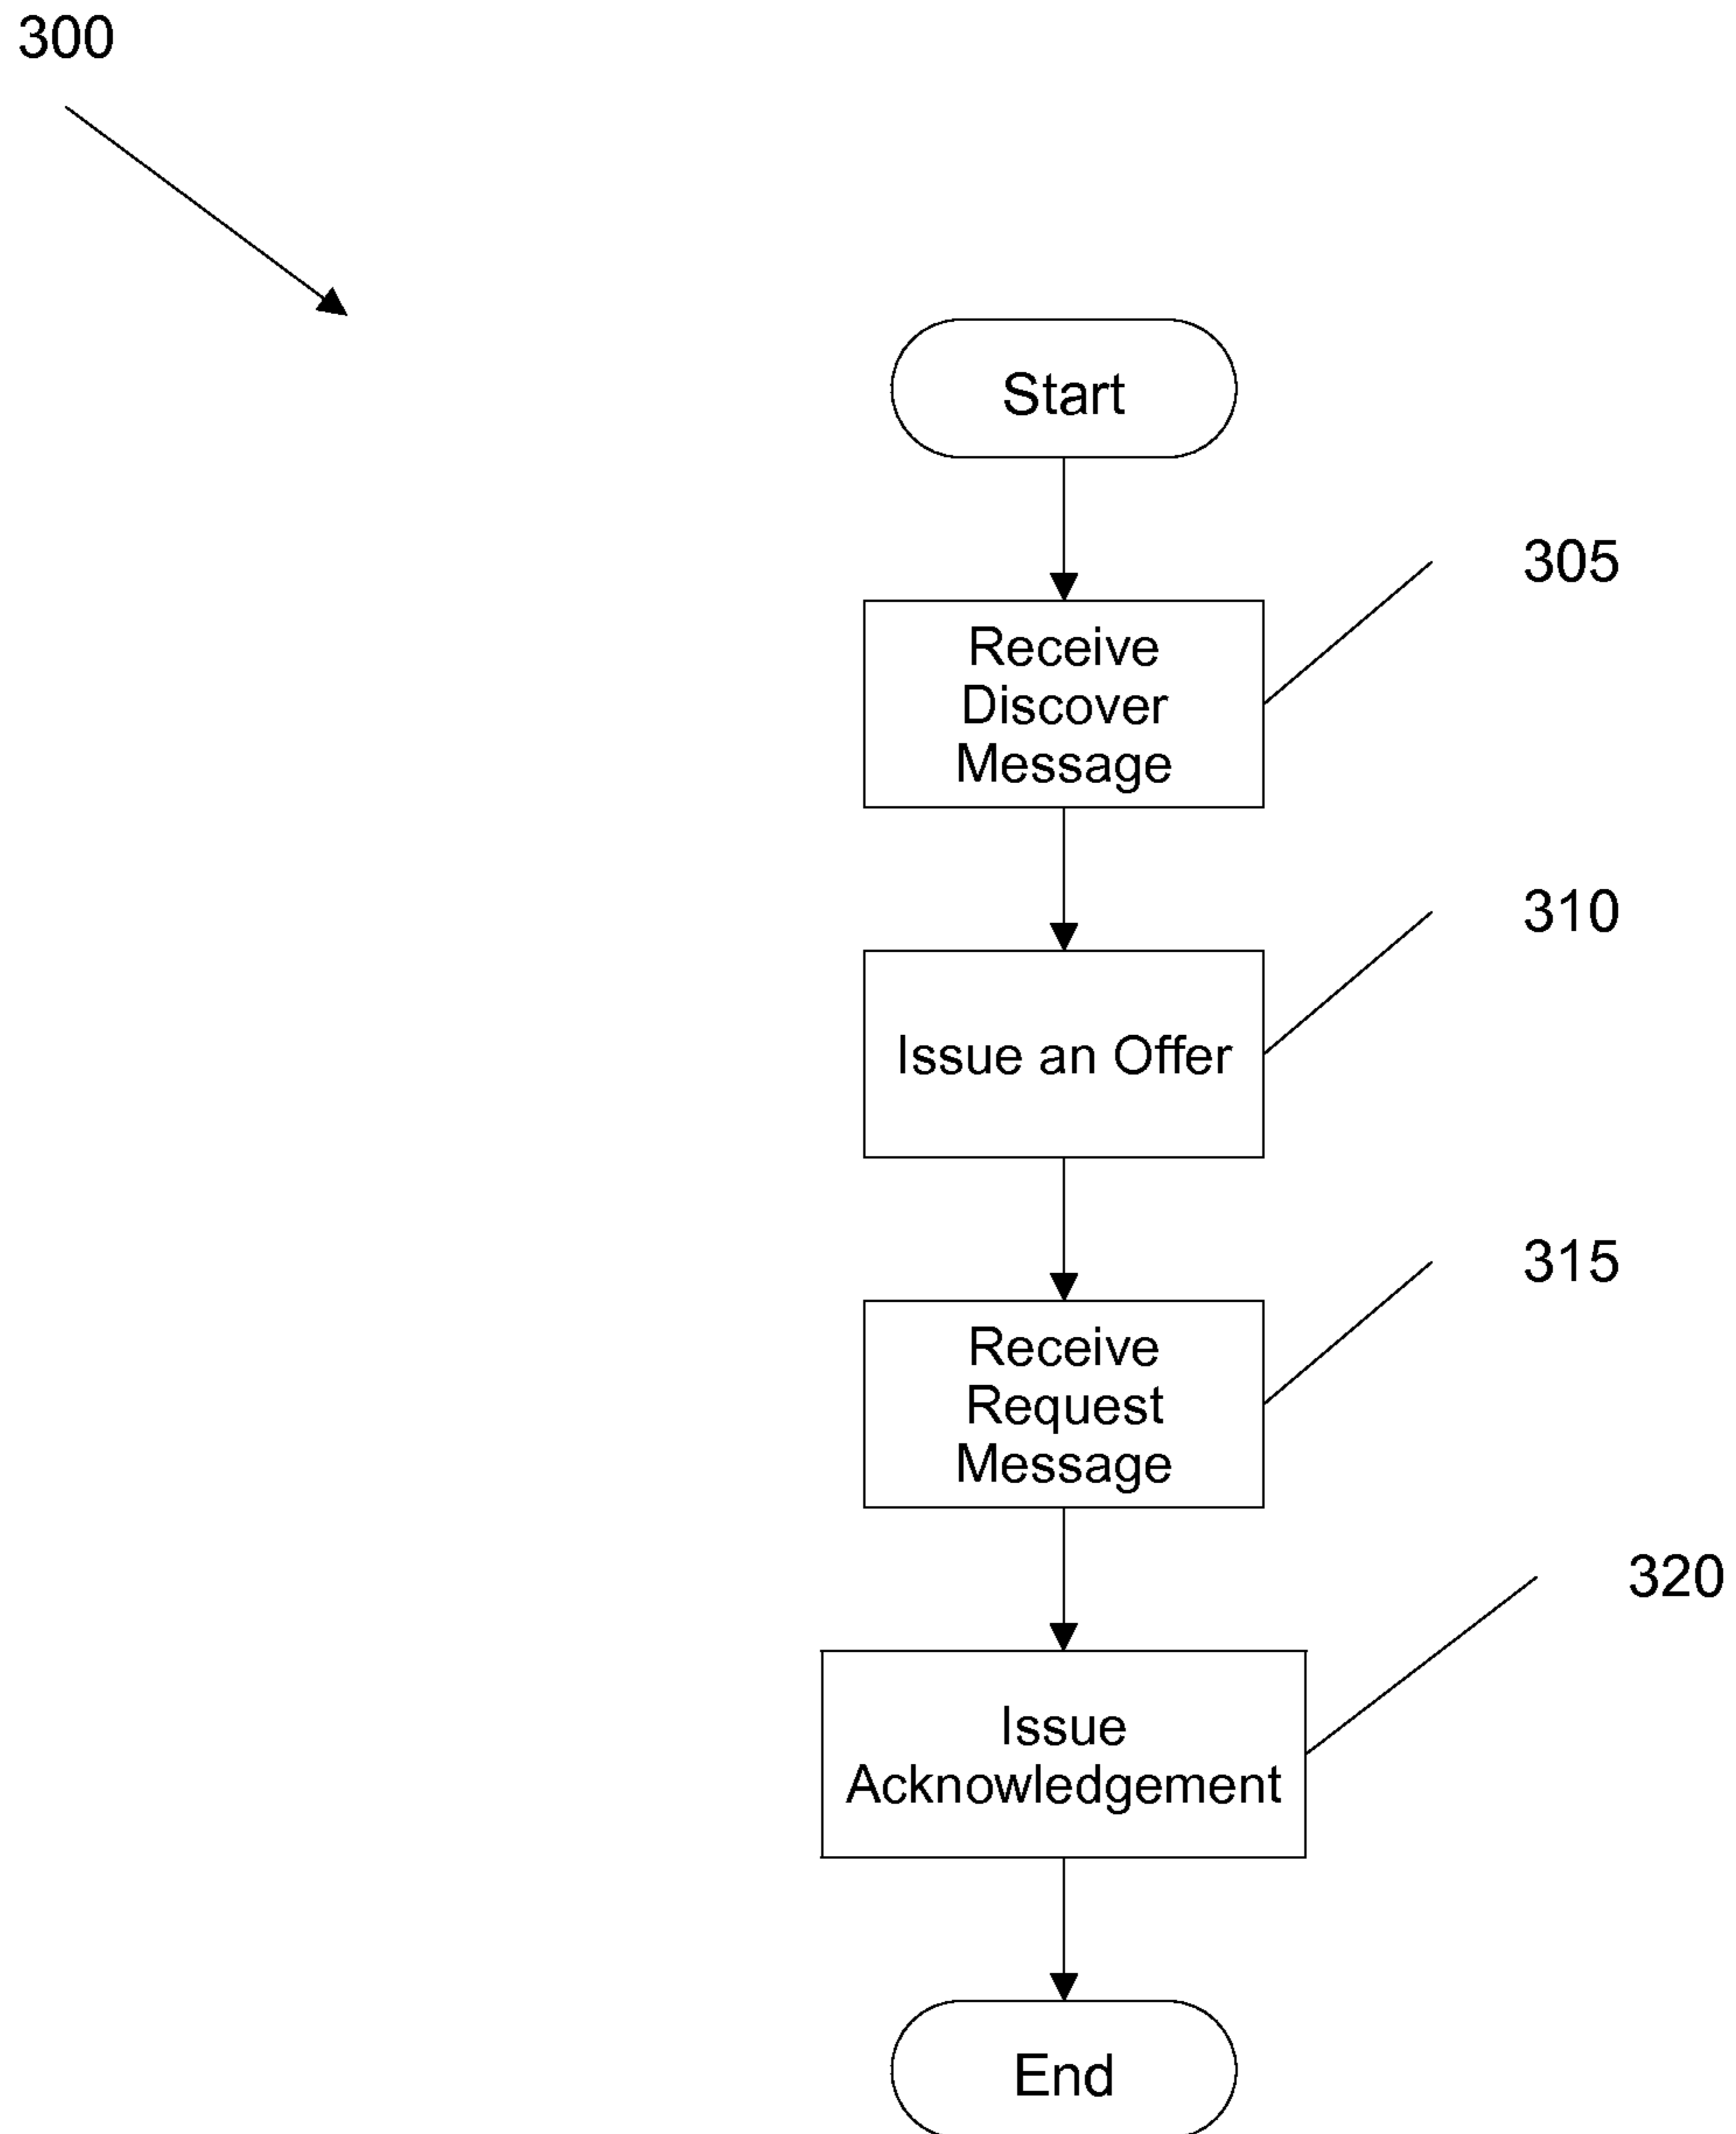 300
Start
305
Receive
Discover
Message
310
Issue an Offer
315
Receive
Request
Message
320
Issue
Acknowledgement
End